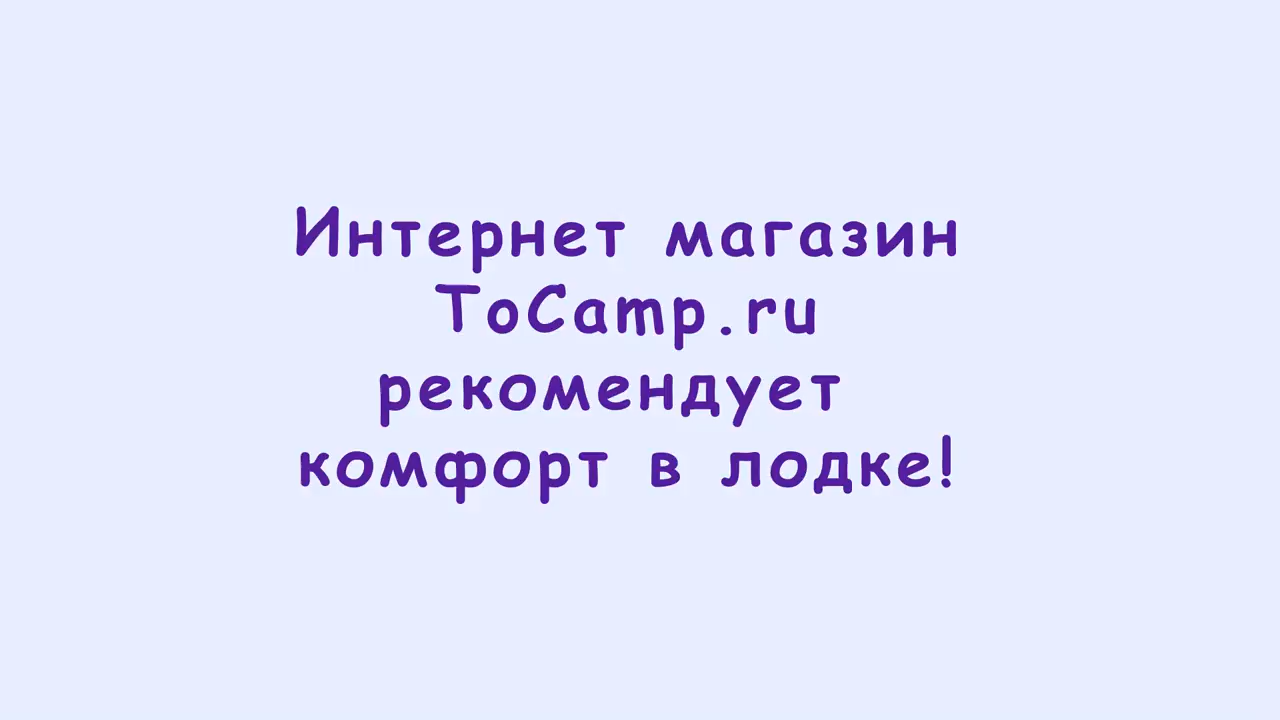 Интернет магазин
ToCamp.ru
рекомендует
комфорт в лодке!